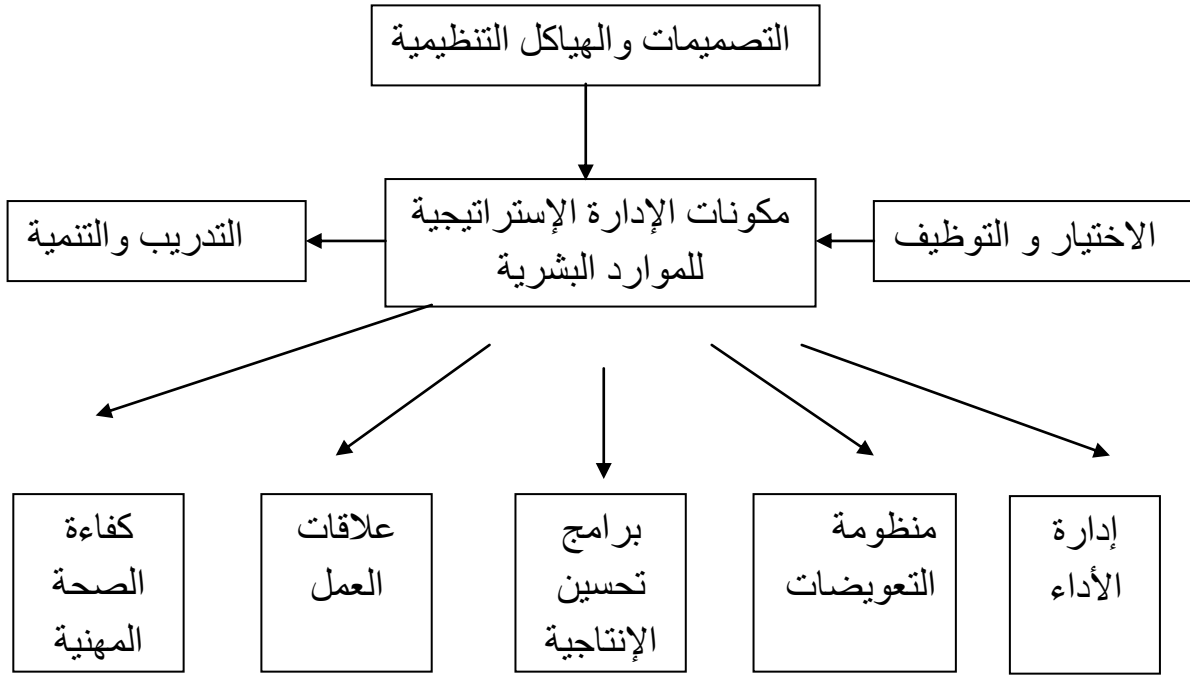 التصميمات والهياكل التنظيمية
مكونات الإدارة الإستراتيجية
للموارد البشرية
الاختيار و التوظيف
التدريب والتنمية
إدارة
الأداء
منظومة
التعويضات
برامج
تحسين
الإنتاجية
علاقات
العمل
كفاءة
الصحة
المهنية